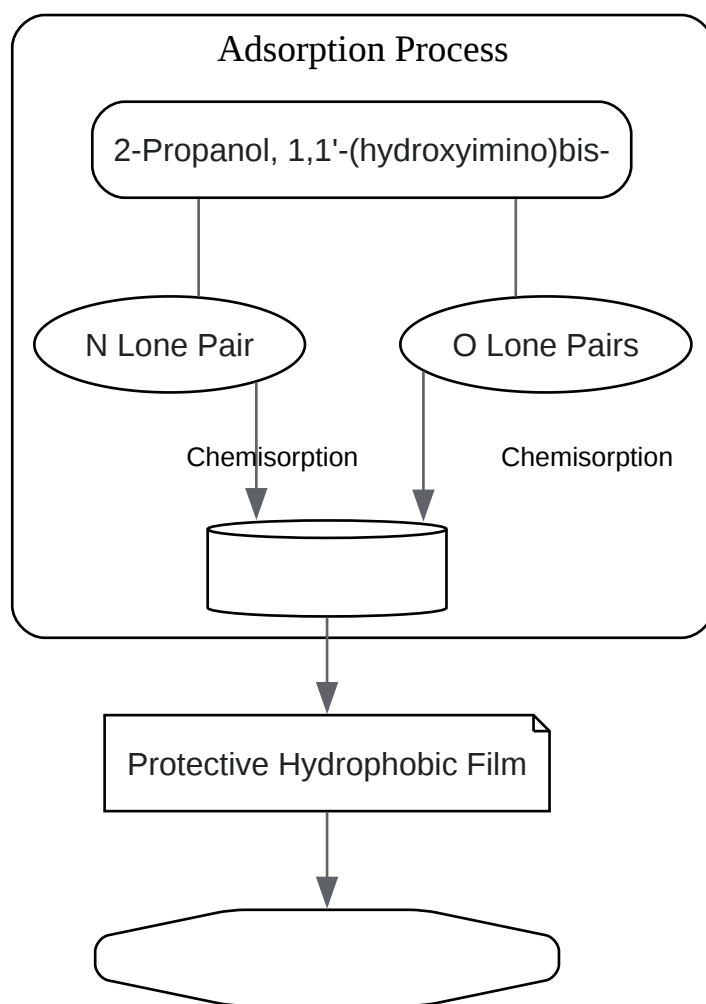 Adsorption Process
2-Propanol, 1,1'-(hydroxyimino)bis-
N Lone Pair
O Lone Pairs
Chemisorption
Chemisorption
Protective Hydrophobic Film